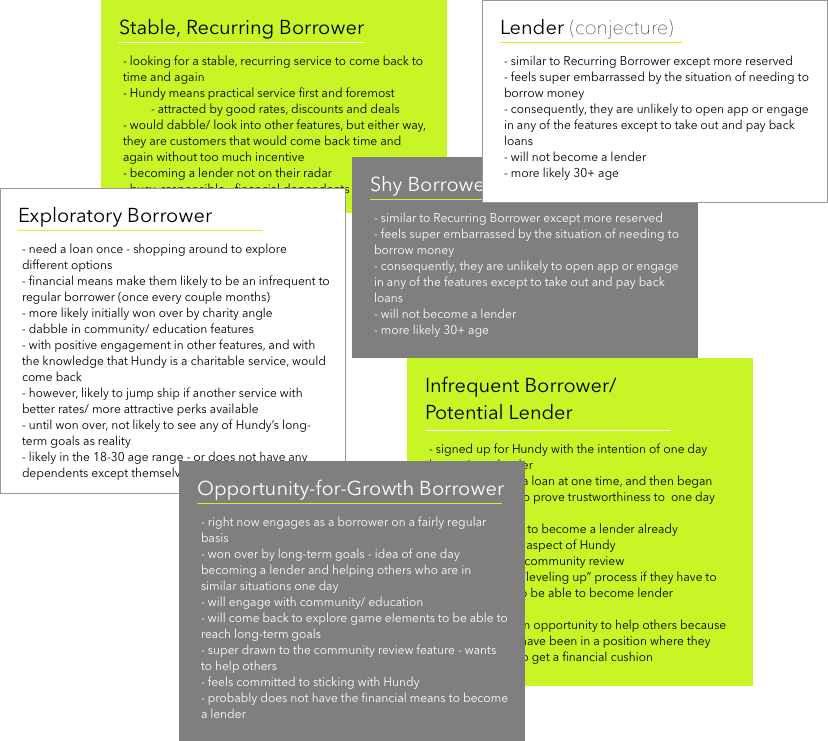 Stable, Recurring Borrower
- looking for a stable, recurring service to come back to
time and again
- Hundy means practical service first and foremost
- attracted by good rates, discounts and deals
- would dabble/ look into other features, but either way,
they are customers that would come back time and
again without too much incentive
- becoming a lender not on their radar
- busy, responsible - financial dependents
Lender (conjecture)
- similar to Recurring Borrower except more reserved
- feels super embarrassed by the situation of needing to
borrow money
- consequently, they are unlikely to open app or engage
in any of the features except to take out and pay back
loans
- will not become a lender
- more likely 30+ age
Shy Borrowe
- similar to Recurring Borrower except more reserved
- feels super embarrassed by the situation of needing to
borrow money
- consequently, they are unlikely to open app or engage
in any of the features except to take out and pay back
loans
- will not become a lender
- more likely 30+ age
Exploratory Borrower
- need a loan once - shopping around to explore
different options
- financial means make them likely to be an infrequent to
regular borrower (once every couple months)
- more likely initially won over by charity angle
- dabble in community/ education features
- with positive engagement in other features, and with
the knowledge that Hundy is a charitable service, would
come back
- however, likely to jump ship if another service with
better rates/ more attractive perks available
- until won over, not likely to see any of Hundy’s long-
term goals as reality
- likely in the 18-30 age range - or does not have any
dependents except themselv
Infrequent Borrower/
Potential Lender
- signed up for Hundy with the intention of one day
a loan at one time, and then began
prove trustworthiness to one day
to become a lender already
aspect of Hundy
community review
“leveling up” process if they have to
be able to become lender
opportunity to help others because
have been in a position where they
get a financial cushion
Opportunity-for-Growth Borrower
- right now engages as a borrower on a fairly regular
basis
- won over by long-term goals - idea of one day
becoming a lender and helping others who are in
similar situations one day
- will engage with community/ education
- will come back to explore game elements to be able to
reach long-term goals
- super drawn to the community review feature - wants
to help others
- feels committed to sticking with Hundy
- probably does not have the financial means to become
a lender